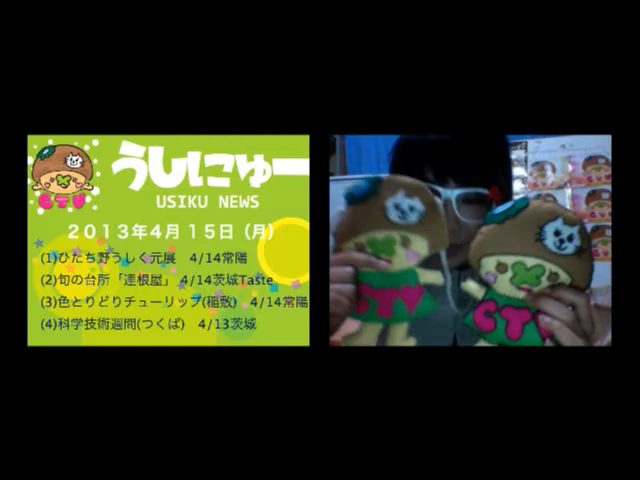 うしにゅー
USIKU NEWS
CTV
2013年4月15日（月）
(1)ひたち野うしく元展　4/14常陽
(2)旬の台所「連根屋」4/14茨城Taste
(3)色とりどりチューリップ(稲敷)　4/14常陽
(4)科学技術週間(つくば)　4/13茨城
CTV
CTV